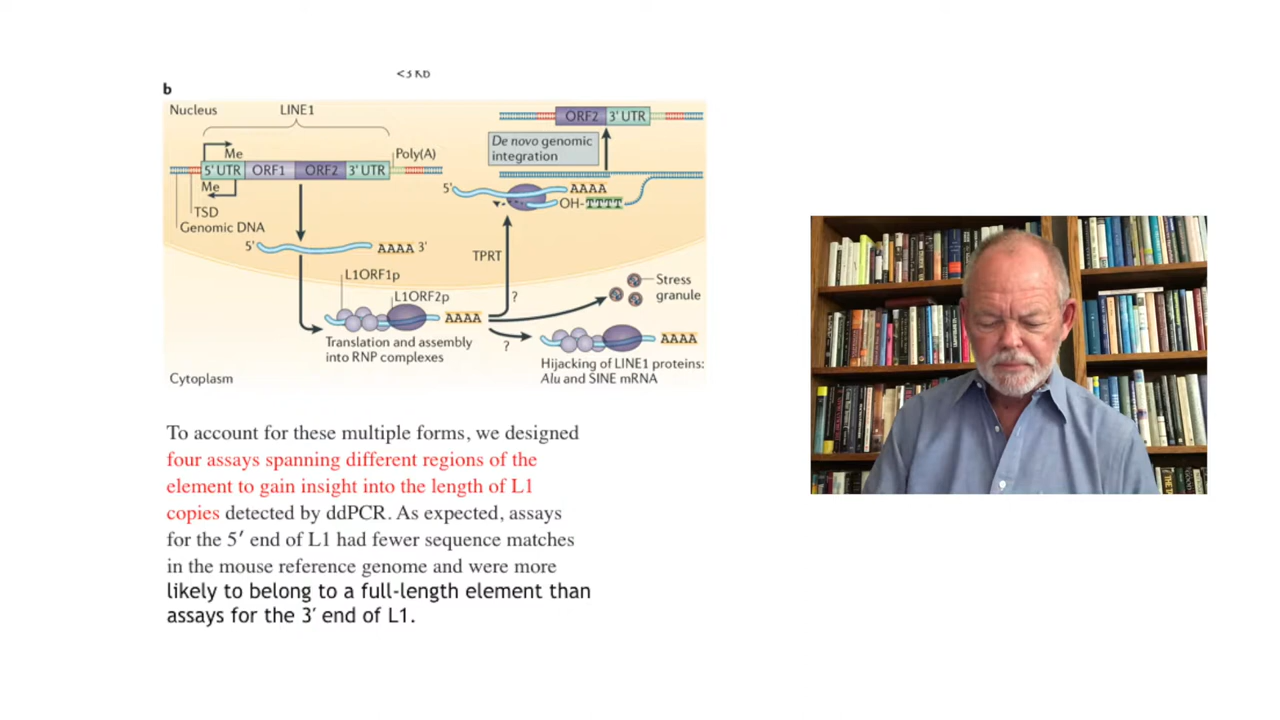 <3 KD
b
Nucleus
LINE1
Me
Poly(A)
5' UTR ORF1 ORF2 3' UTR
Me
TSD
Genomic DNA
5'
AAAA 3'
L1ORF1p
L1ORF2p
AAAA
Translation and assembly
into RNP complexes
Cytoplasm
ORF2 3' UTR
De novo genomic
integration
5'
AAAA
OH-TTTT
TPRT
?
Stress
granule
?
AAAA
Hijacking of LINE1 proteins:
Alu and SINE mRNA
To account for these multiple forms, we designed
four assays spanning different regions of the
element to gain insight into the length of L1
copies detected by ddPCR. As expected, assays
for the 5′ end of L1 had fewer sequence matches
in the mouse reference genome and were more
likely to belong to a full-length element than
assays for the 3′ end of L1.